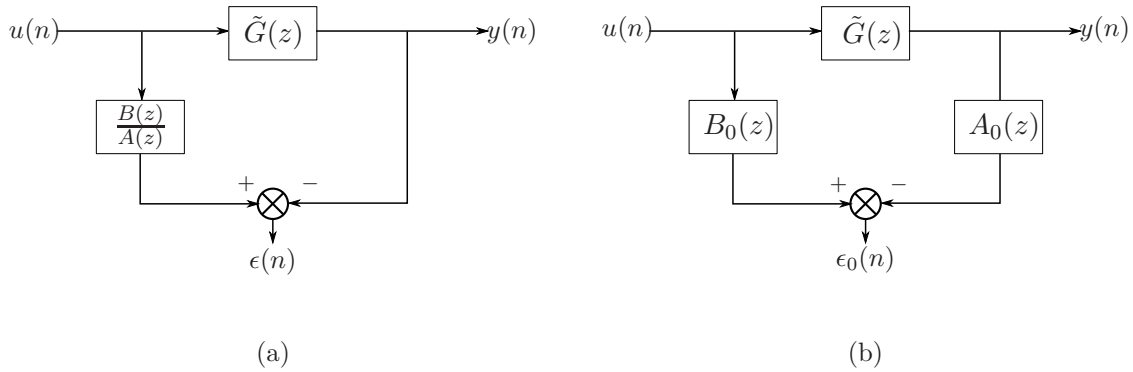 u(n)
G̃(z)
y(n)
B(z)
A(z)
+
−
ϵ(n)
(a)
u(n)
G̃(z)
y(n)
B₀(z)
A₀(z)
+
−
ϵ₀(n)
(b)